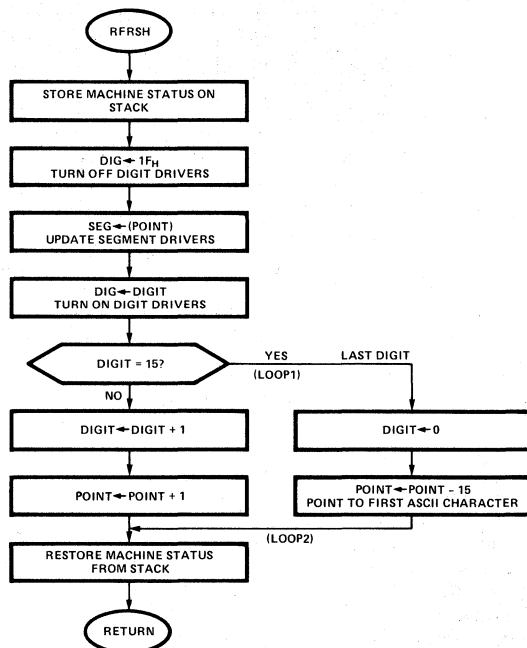 RFRSH
STORE MACHINE STATUS ON
STACK
DIG←1FH
TURN OFF DIGIT DRIVERS
SEG←(POINT)
UPDATE SEGMENT DRIVERS
DIG←DIGIT
TURN ON DIGIT DRIVERS
DIGIT = 15?
YES
LAST DIGIT
(LOOP1)
NO
DIGIT←DIGIT + 1
DIGIT←0
POINT←POINT + 1
POINT←POINT - 15
POINT TO FIRST ASCII CHARACTER
(LOOP2)
RESTORE MACHINE STATUS
FROM STACK
RETURN